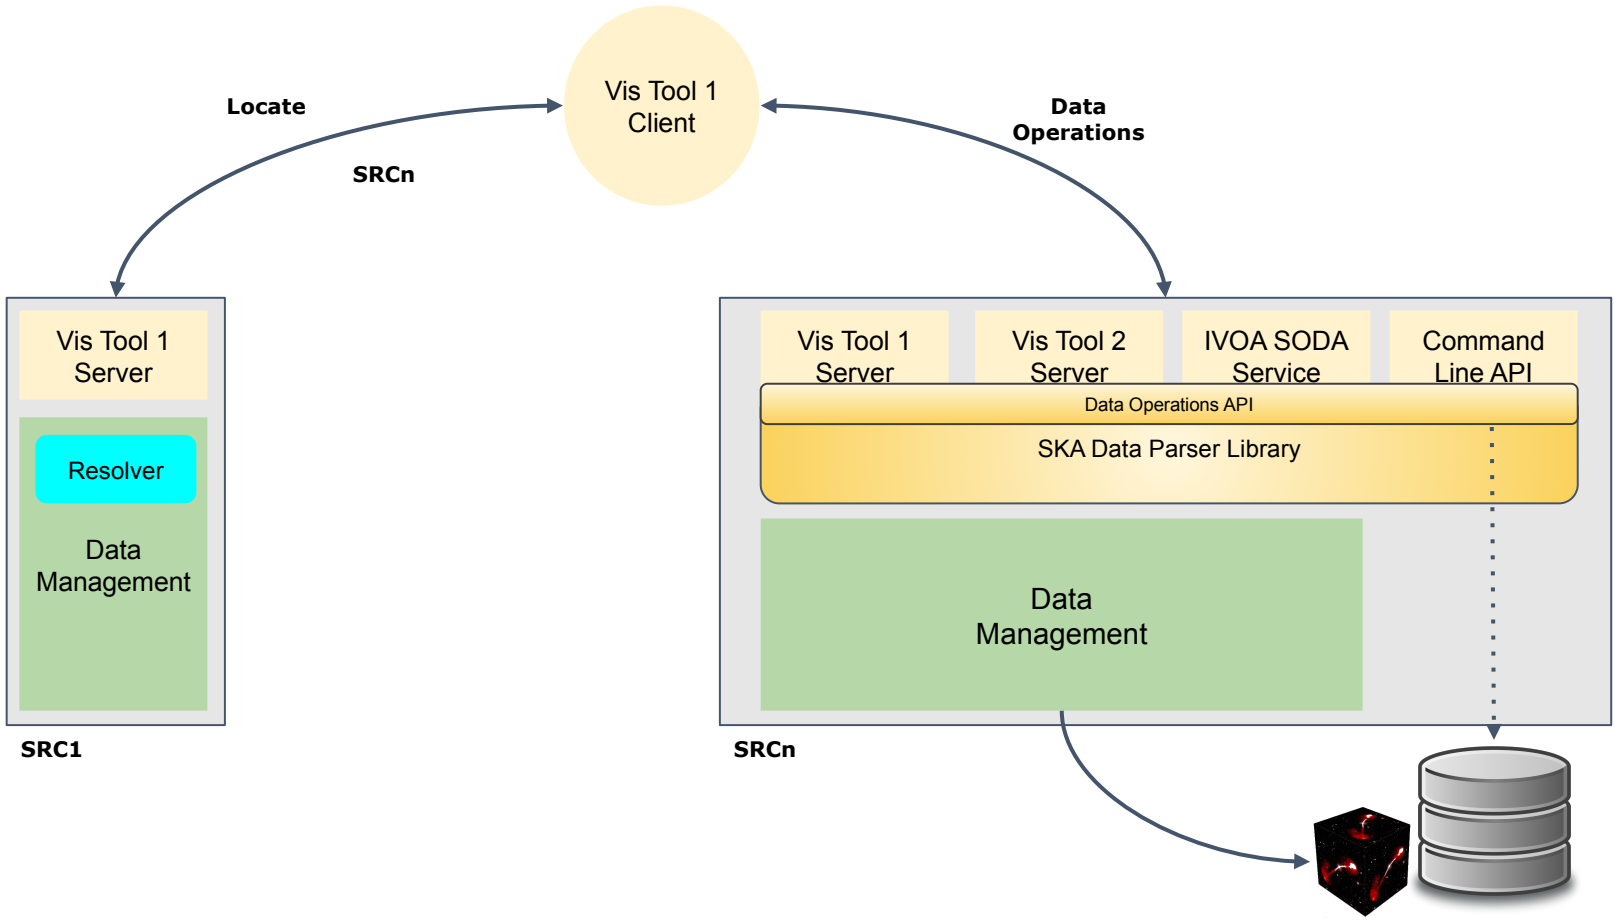 Vis Tool 1
Client
Locate
SRCn
Data
Operations
Vis Tool 1
Server
Resolver
Data
Management
SRC1
Vis Tool 1
Server
Vis Tool 2
Server
IVOA SODA
Service
Command
Line API
Data Operations API
SKA Data Parser Library
Data
Management
SRCn